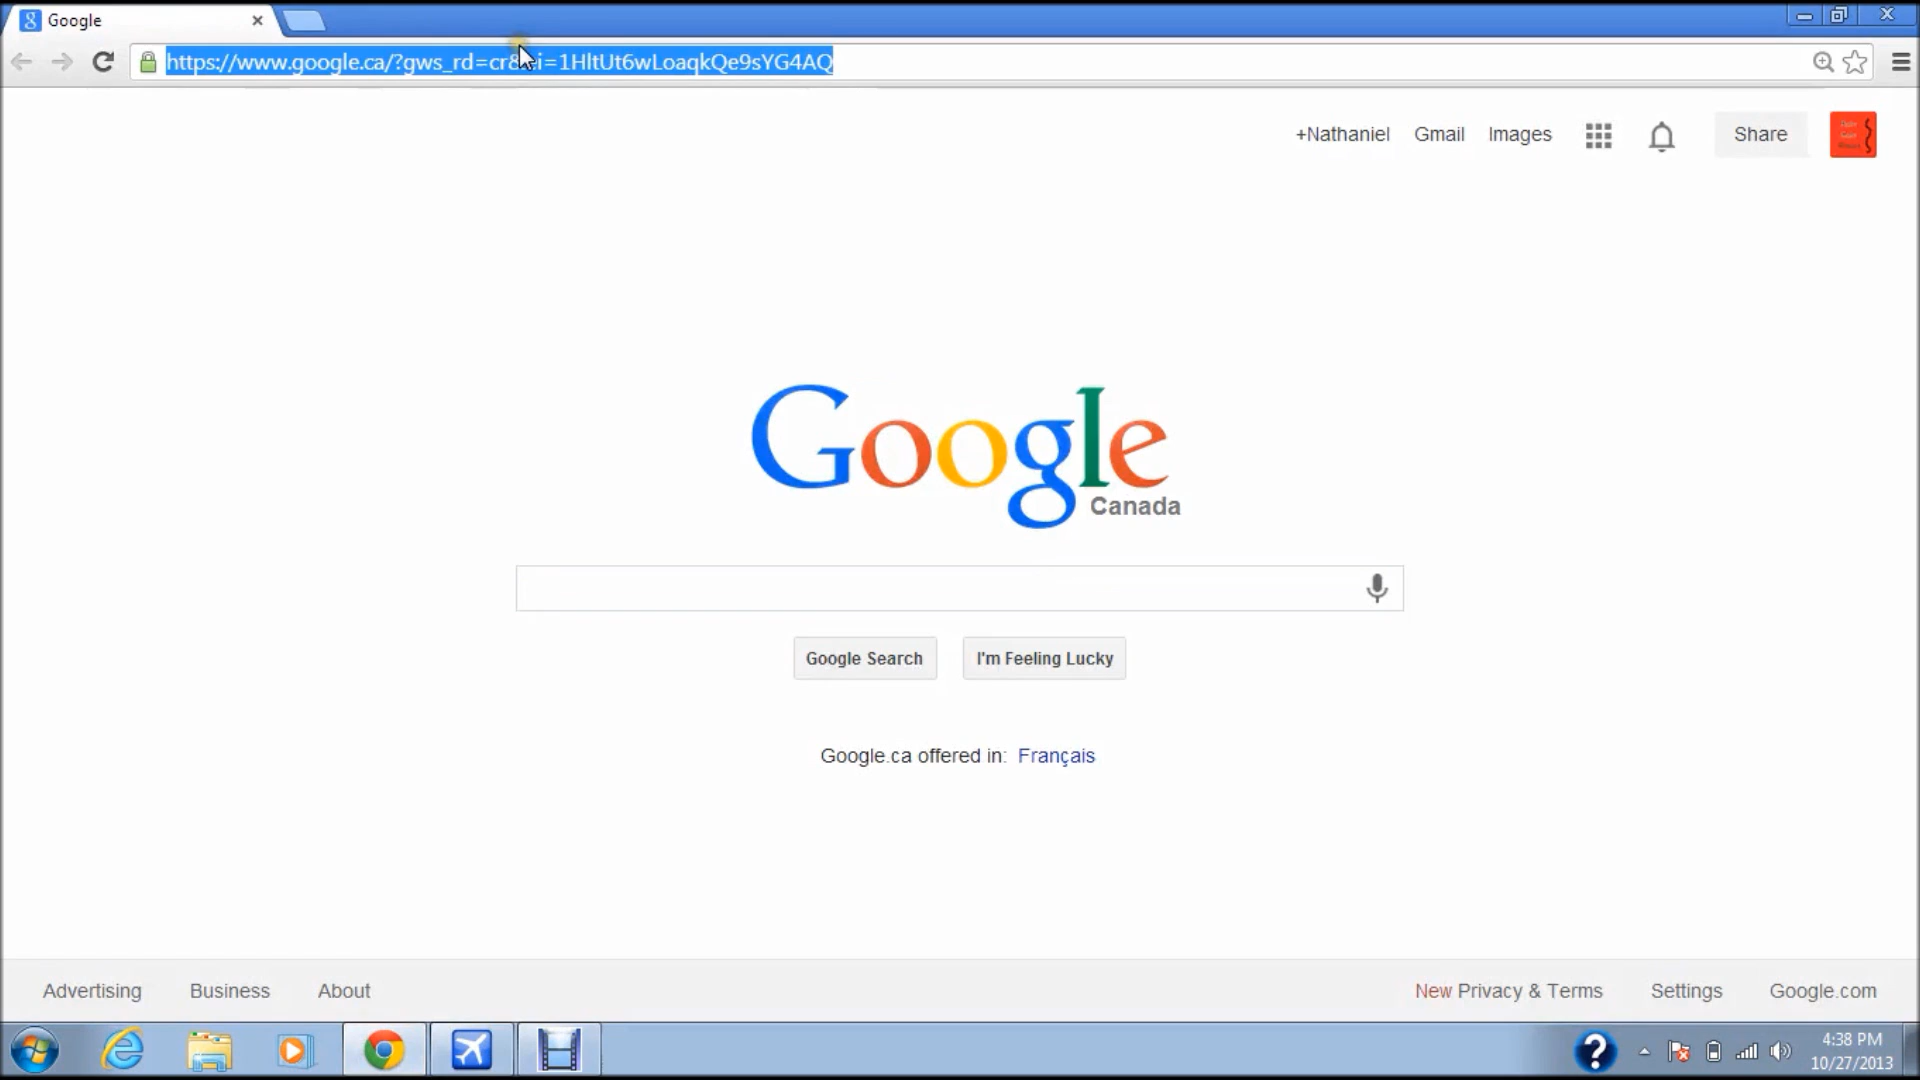 Google
https://www.google.ca/?gws_rd=cr&ei=1HltUt6wLoaqkQe9sYG4AQ
+Nathaniel Gmail Images Share
Google
Canada
Google Search I'm Feeling Lucky
Google.ca offered in: Français
Advertising Business About New Privacy & Terms Settings Google.com
4:38 PM
10/27/2013